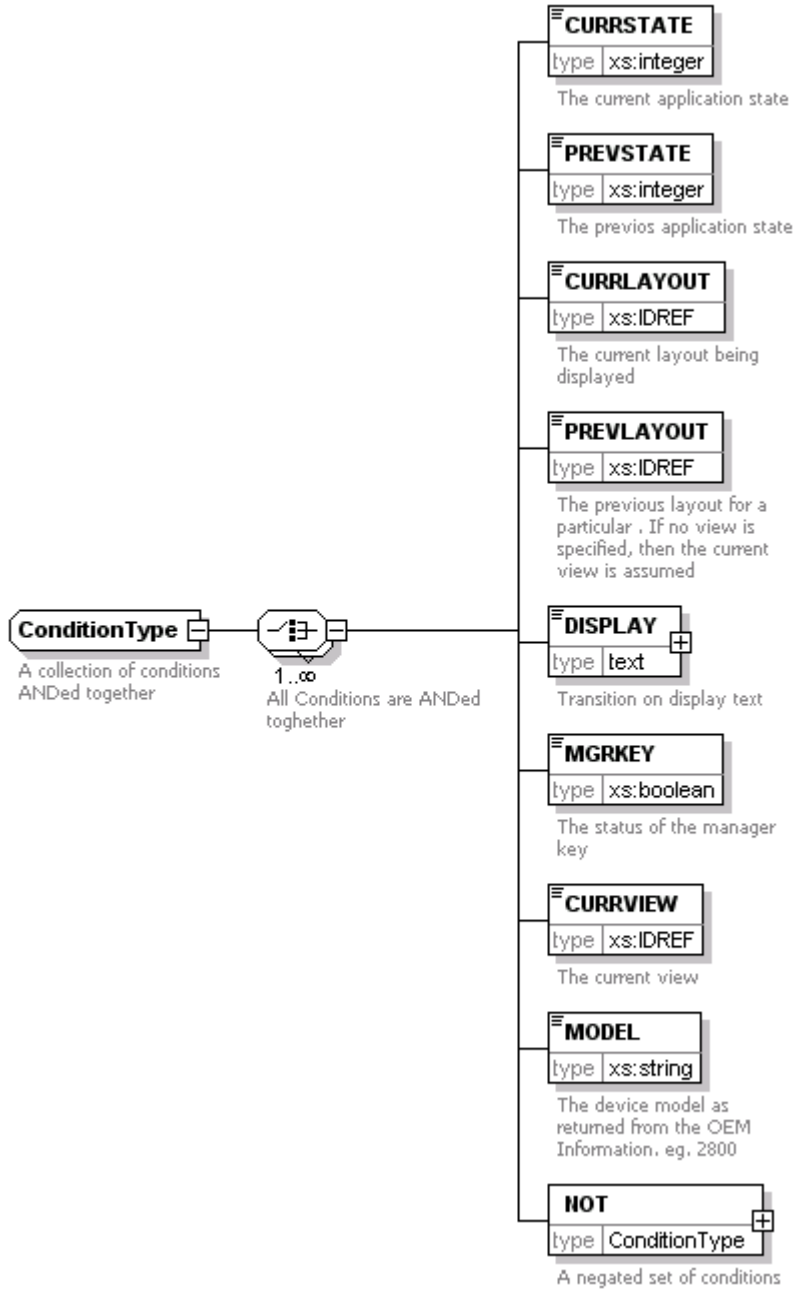 CURRSTATE
type xs:integer
The current application state
PREVSTATE
type xs:integer
The previos application state
CURRLAYOUT
type xs:IDREF
The current layout being
displayed
PREVLAYOUT
type xs:IDREF
The previous layout for a
particular . If no view is
specified, then the current
view is assumed
ConditionType
A collection of conditions
ANDed together
1..∞
All Conditions are ANDed
toghether
DISPLAY
type text
Transition on display text
MGRKEY
type xs:boolean
The status of the manager
key
CURRVIEW
type xs:IDREF
The current view
MODEL
type xs:string
The device model as
returned from the OEM
Information. eg. 2800
NOT
type ConditionType
A negated set of conditions